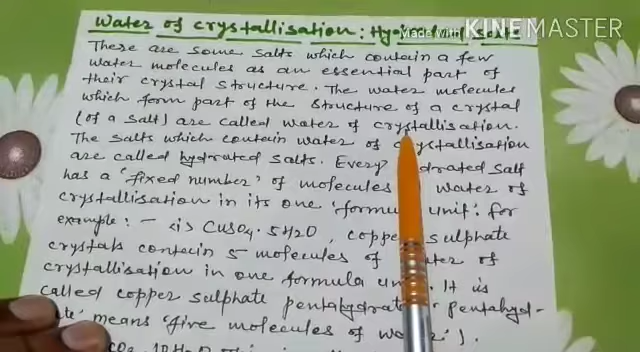 Water of crystallisation : Hydrated salts
Made with KINEMASTER
These are some salts which contain a few
water molecules as an essential part of
their crystal structure. The water molecules
which form part of the structure of a crystal
(of a salt) are called water of crystallisation.
The salts which contain water of crystallisation
are called hydrated salts. Every hydrated salt
has a 'fixed number' of molecules of water of
crystallisation in its one 'formula unit'. for
example: - (i) CuSO4. 5H2O, copper sulphate
crystals contain 5 molecules of water of
crystallisation in one formula unit. It is
called copper sulphate pentahydrate 'Pentahyd-
rate' means 'five molecules of water').